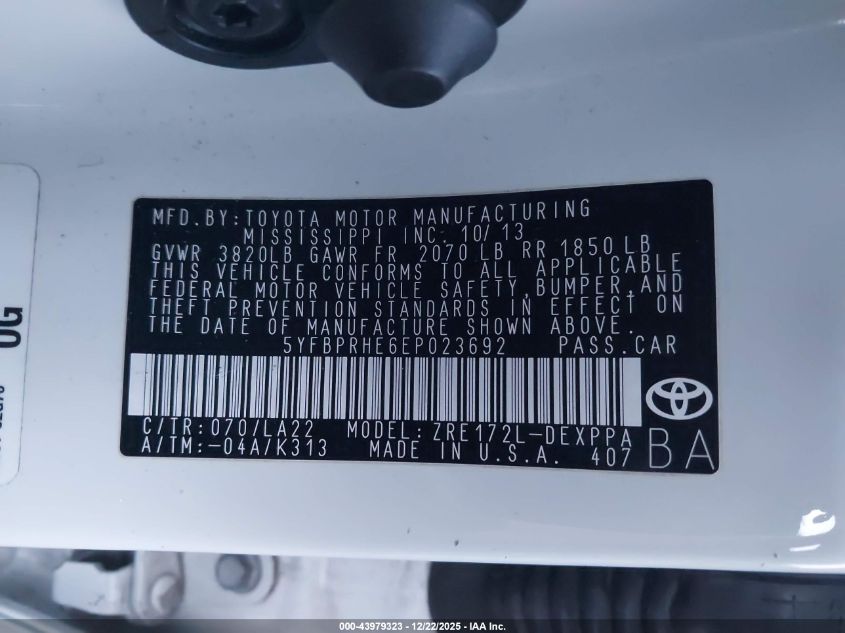 MFD.BY:TOYOTA MOTOR MANUFACTURING
MISSISSIPPI INC. 10/13
GVWR 3820LB GAWR FR 2070 LB RR 1850 LB
THIS VEHICLE CONFORMS TO ALL APPLICABLE
FEDERAL MOTOR VEHICLE SAFETY,BUMPER,AND
THEFT PREVENTION STANDARDS IN EFFECT ON
THE DATE OF MANUFACTURE SHOWN ABOVE.
5YFBPRHE6EP023692 PASS.CAR
C/TR:070/LA22 MODEL:ZRE172L-DEXPPA
A/TM:-04A/K313 MADE IN U.S.A. 407
BA
OG
000-43979323 - 12/22/2025 - IAA Inc.